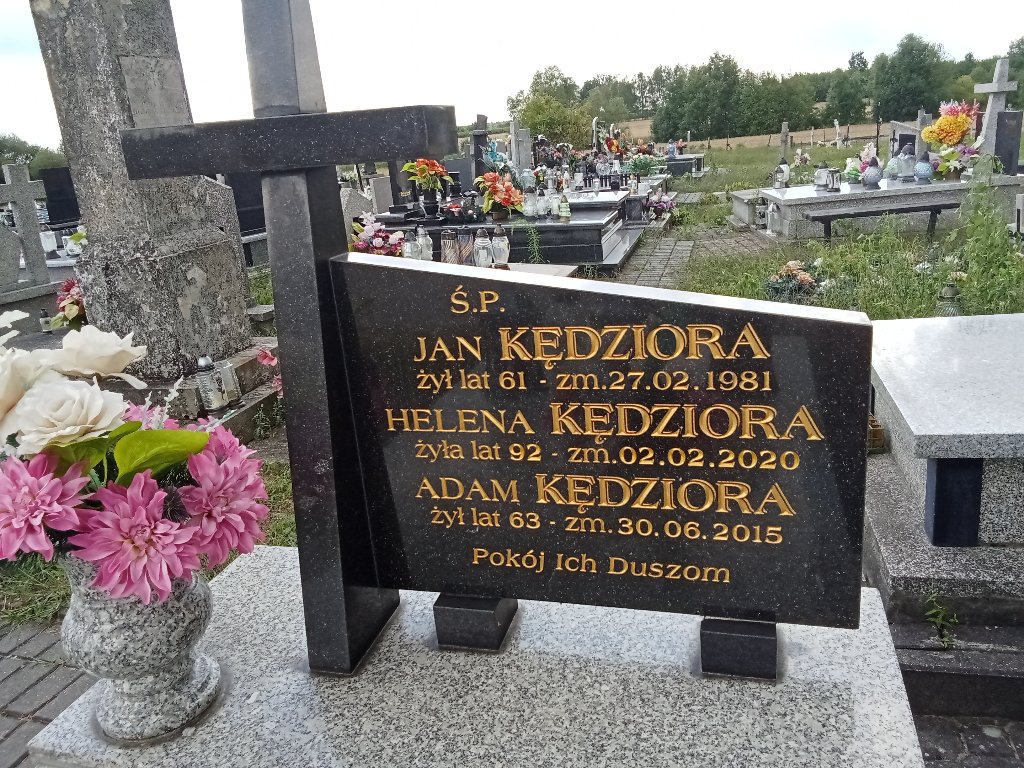 Ś.P.
JAN KĘDZIORA
żył lat 61 - zm.27.02.1981
HELENA KĘDZIORA
żyła lat 92 - zm.02.02.2020
ADAM KĘDZIORA
żył lat 63 - zm.30.06.2015
Pokój Ich Duszom